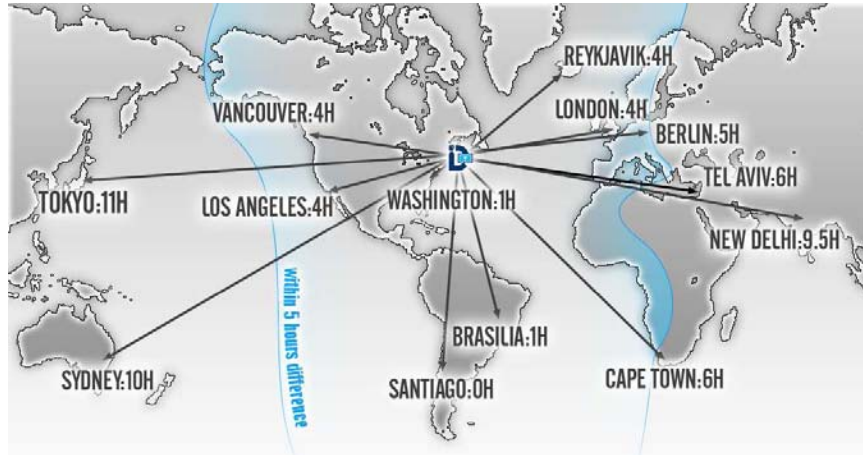 REYKJAVIK:4H
VANCOUVER:4H
LONDON:4H
BERLIN:5H
TEL AVIV:6H
TOKYO:11H
LOS ANGELES:4H
WASHINGTON:1H
NEW DELHI:9.5H
within 5 hours difference
BRASILIA:1H
SYDNEY:10H
SANTIAGO:0H
CAPE TOWN:6H